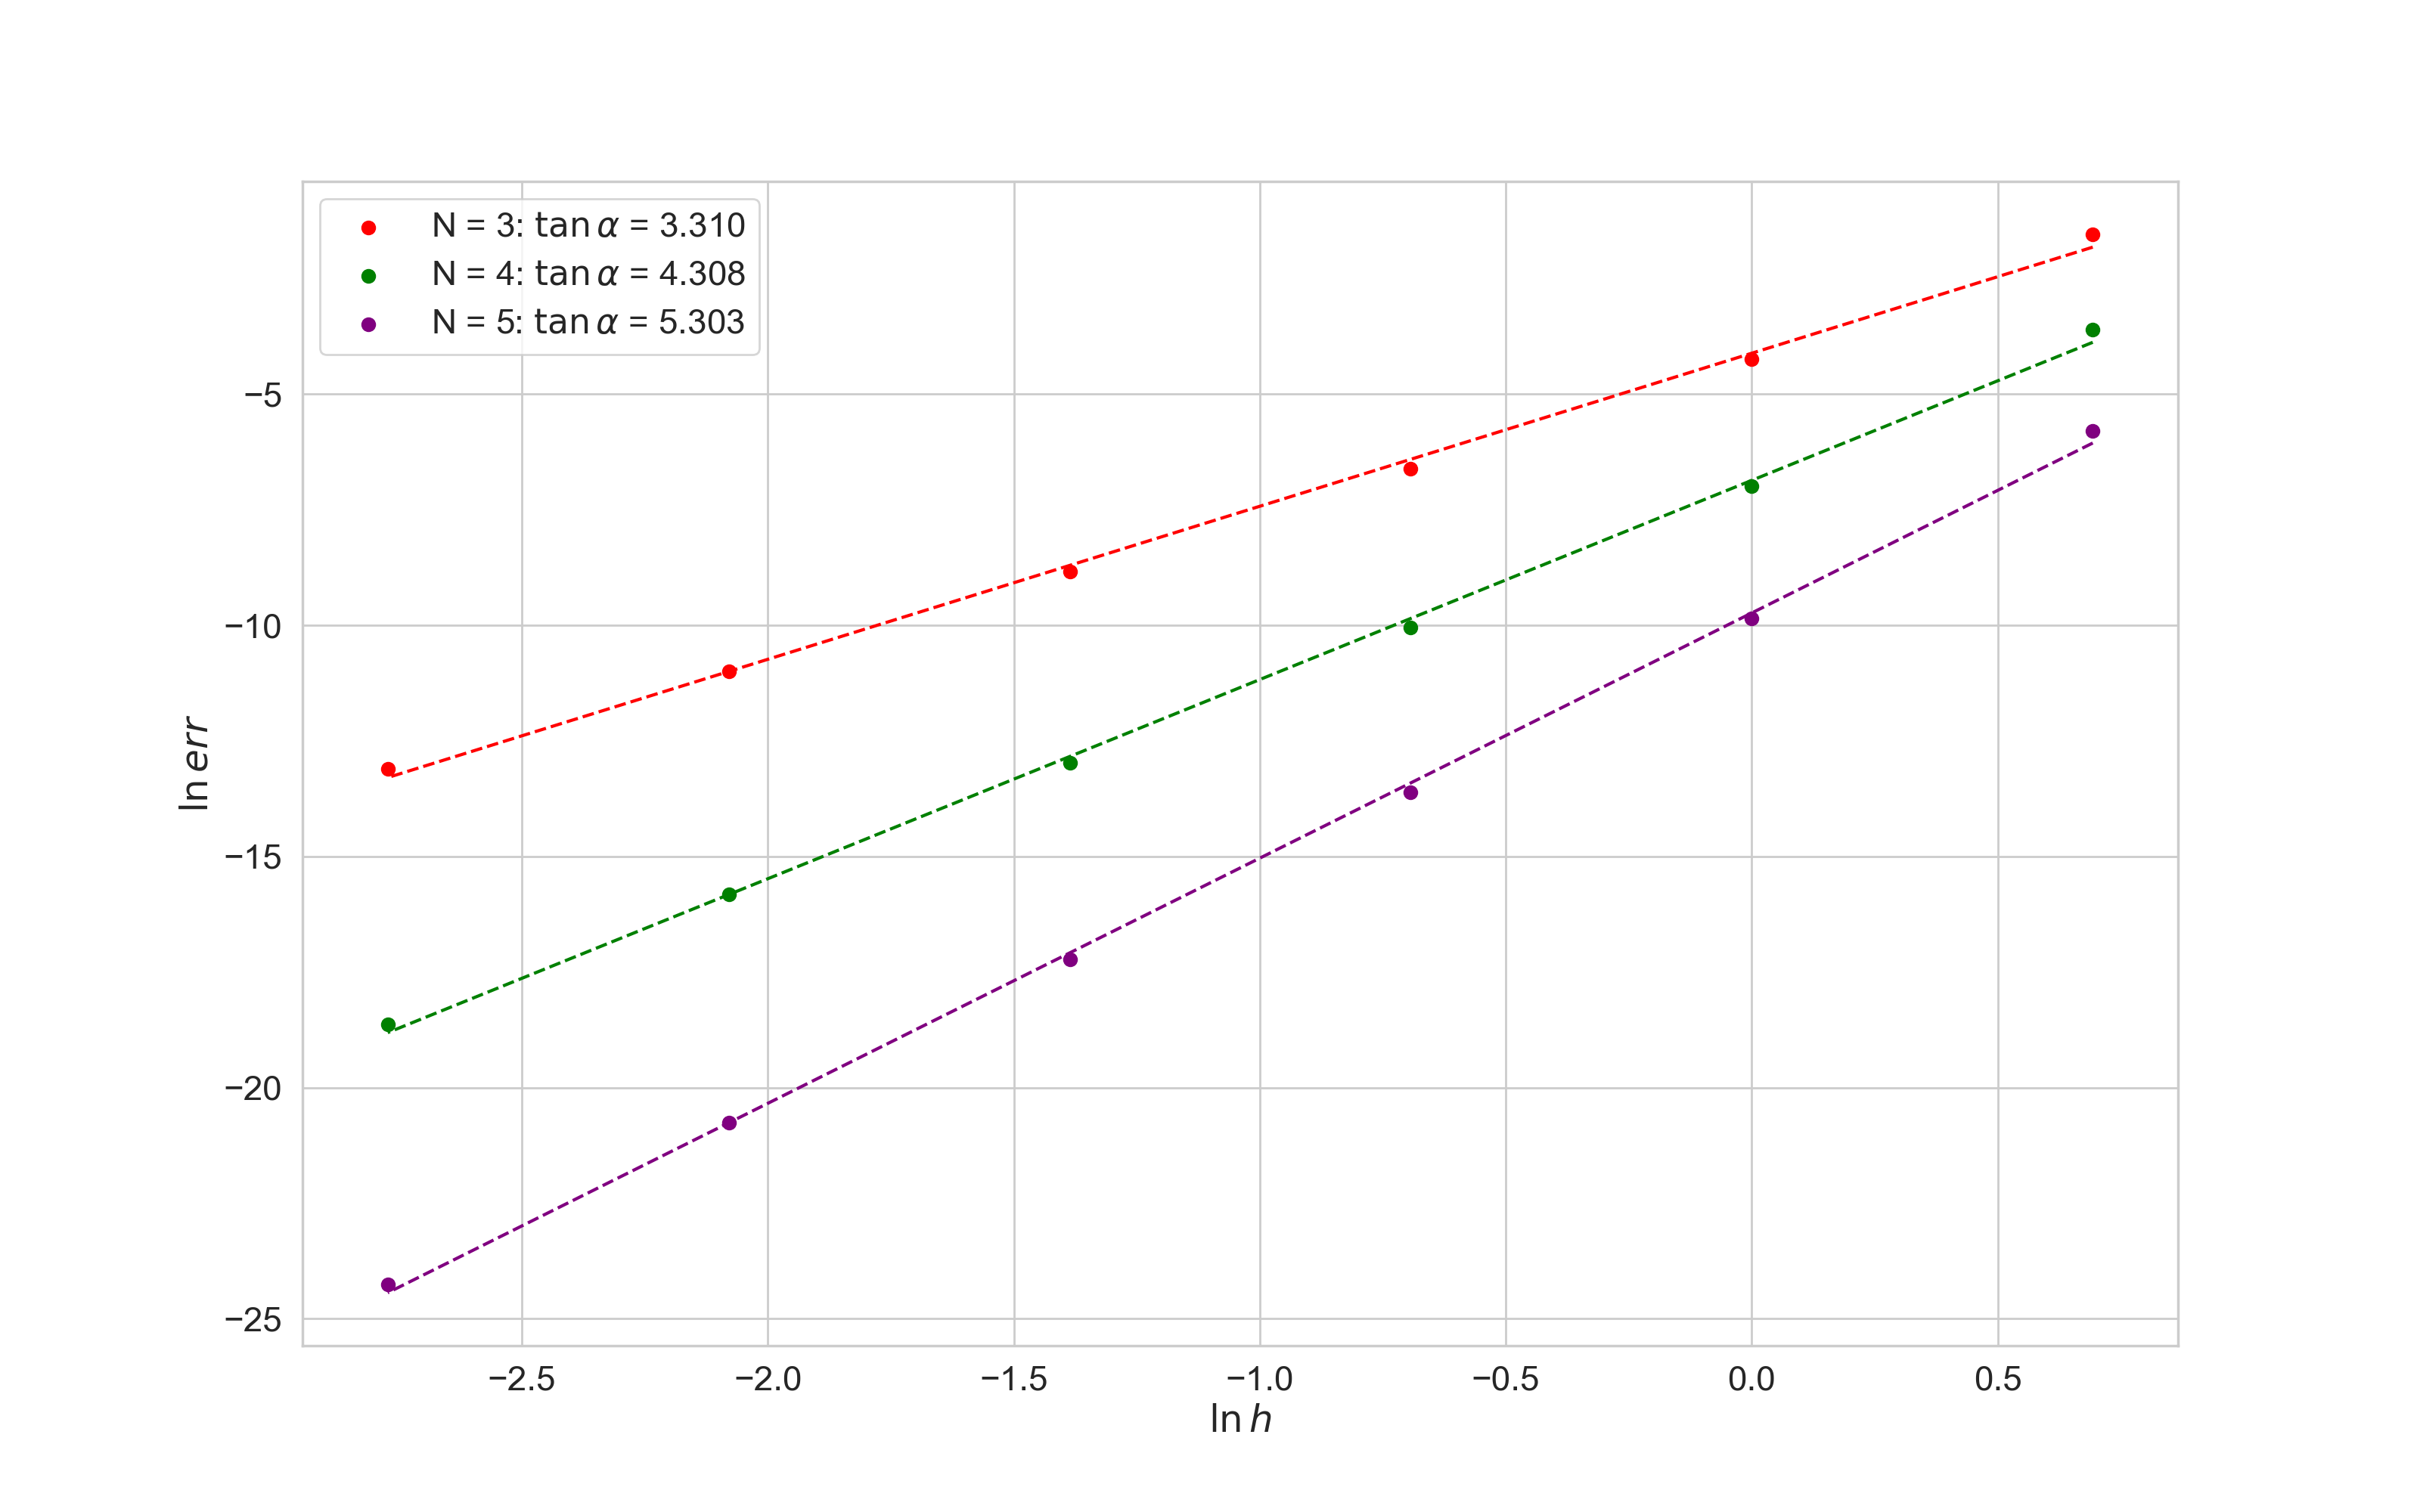 N = 3: tan α = 3.310
N = 4: tan α = 4.308
N = 5: tan α = 5.303
−5
−10
−15
−20
−25
ln err
−2.5 −2.0 −1.5 −1.0 −0.5 0.0 0.5
ln h